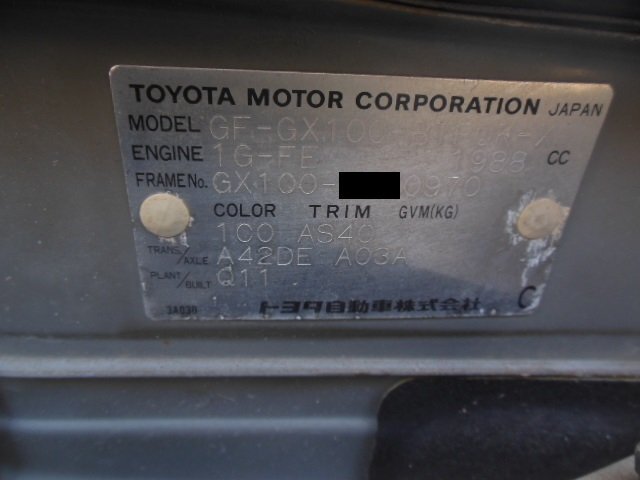 TOYOTA MOTOR CORPORATION JAPAN
MODEL GF-GX100
ENGINE 1G-FE 1988 CC
FRAME No. GX100- 0970
COLOR TRIM GVM(KG)
1C0 AS40
TRANS./AXLE A42DE A03A
PLANT/BUILT Q11
3A030 トヨタ自動車株式会社 C